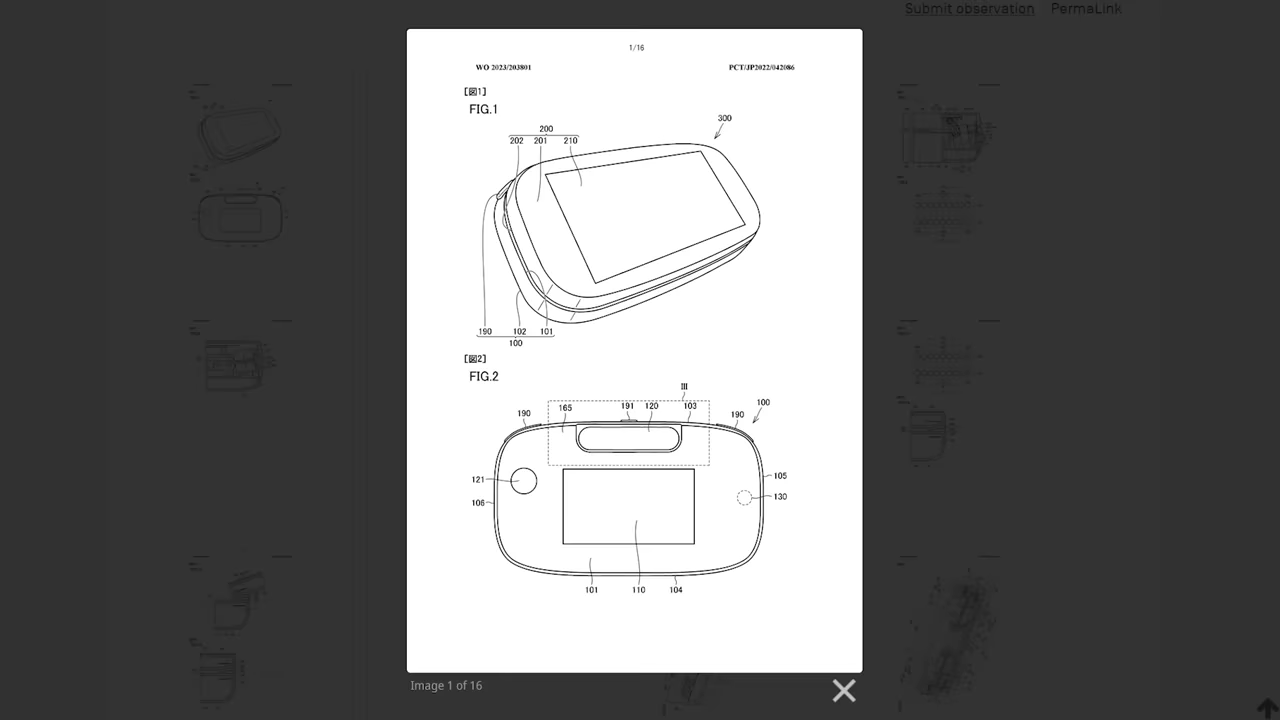 Submit observation PermaLink
1/16
WO 2023/203801 PCT/JP2022/042086
[図1]
FIG.1
300
200
202 201 210
190 102 101
100
[図2]
FIG.2
III
190 165 191 120 103 190 100
121 105
106 130
101 110 104
Image 1 of 16